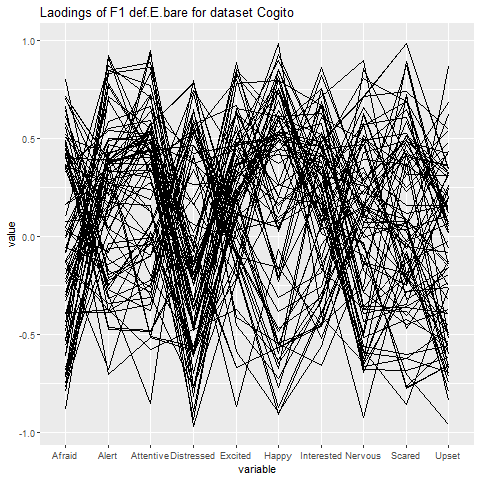 Laodings of F1 def.E.bare for dataset Cogito
1.0
0.5
0.0
-0.5
-1.0
value
Afraid Alert Attentive Distressed Excited Happy Interested Nervous Scared Upset
variable